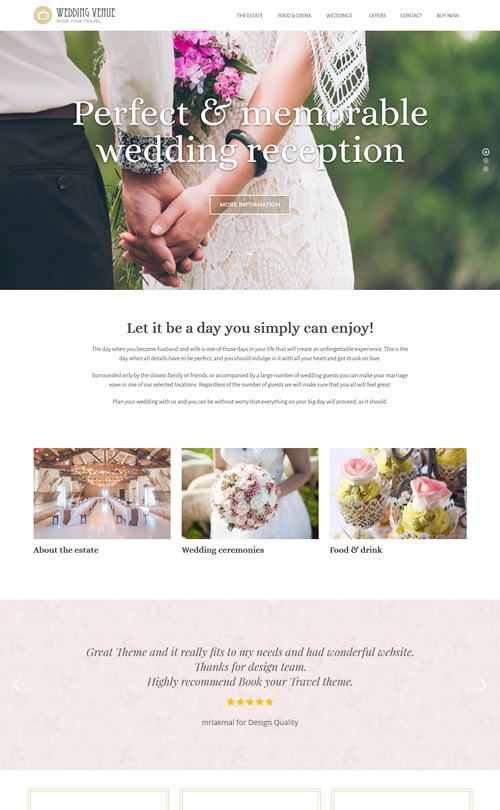 WEDDING VENUE
BOOK YOUR TRAVEL
THE ESTATE FOOD & DRINK WEDDINGS OFFERS CONTACT BUY NOW
Perfect & memorable
wedding reception
MORE INFORMATION
Let it be a day you simply can enjoy!
The day when you become husband and wife is one of those days in your life that will create an unforgettable experience. This is the
day when all details have to be perfect, and you should indulge in it with all your heart and get drunk on love.
Surrounded only by the closest family or friends, or accompanied by a large number of wedding guests you can make your marriage
vows in one of our selected locations. Regardless of the number of guests we will make sure that you all will feel great.
Plan your wedding with us and you can be without worry that everything on your big day will proceed, as it should.
About the estate
Wedding ceremonies
Food & drink
Great Theme and it really fits to my needs and had wonderful website.
Thanks for design team.
Highly recommend Book your Travel theme.
mrlakmal for Design Quality